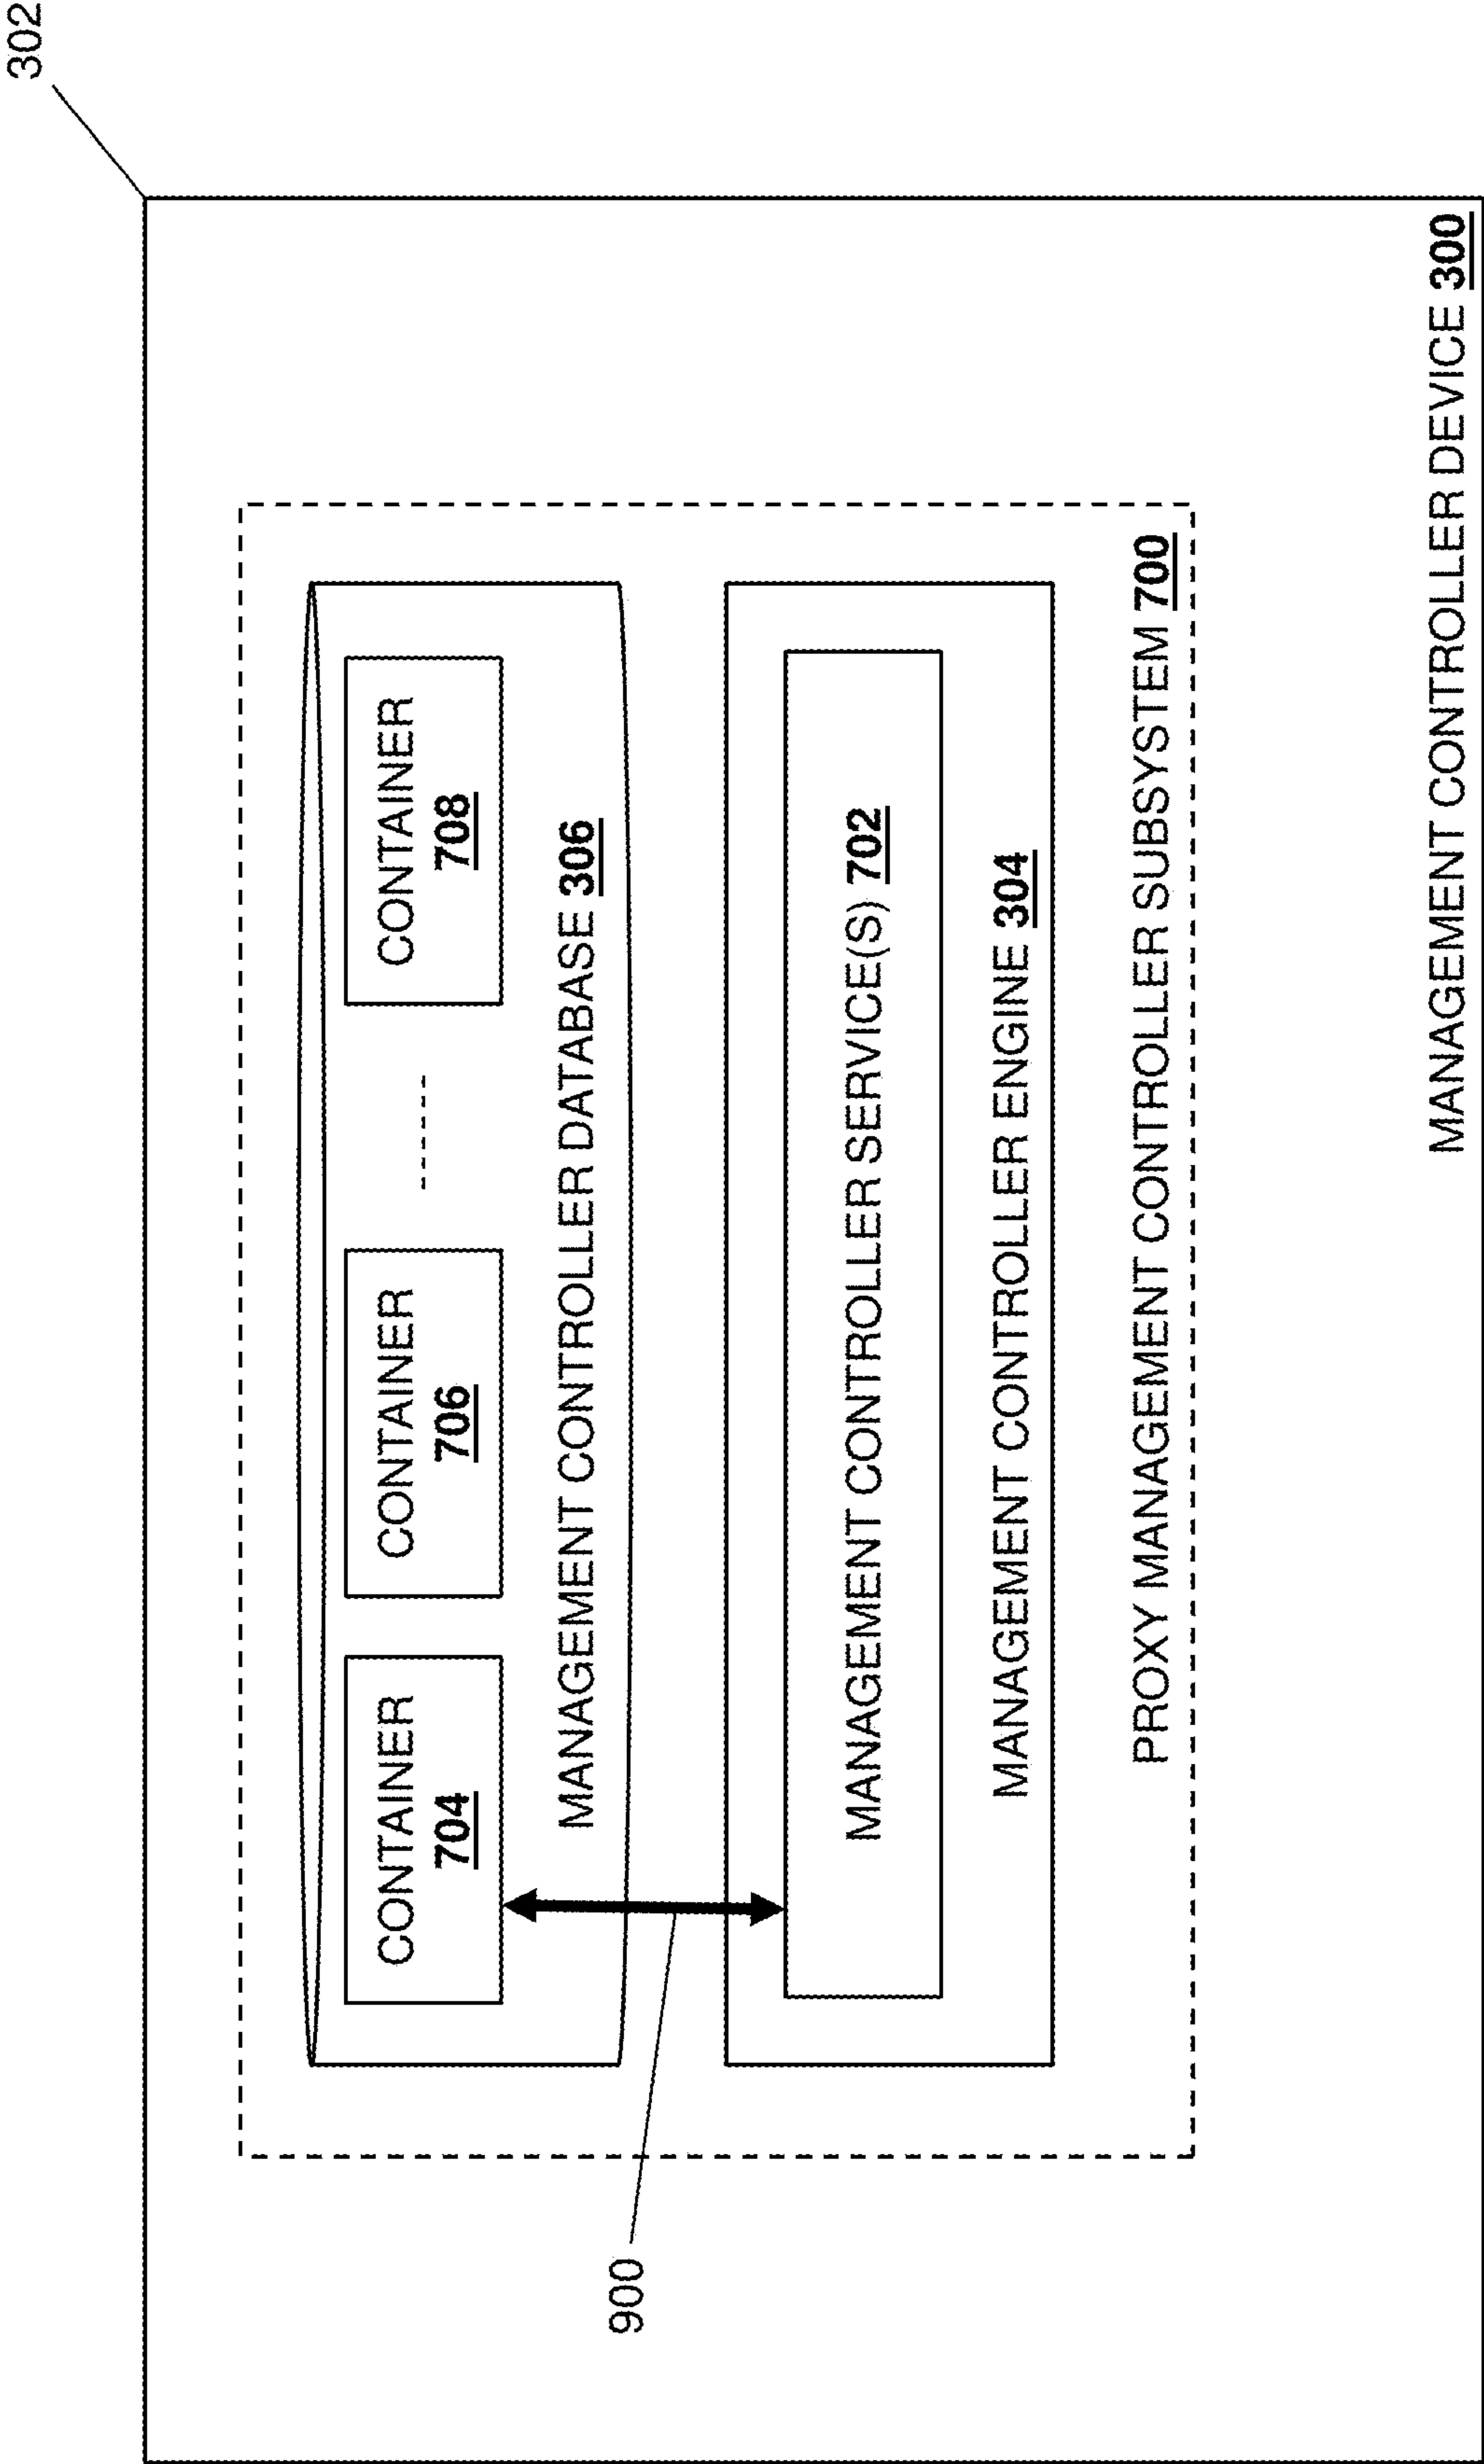 302
CONTAINER
704
CONTAINER
706
CONTAINER
708
MANAGEMENT CONTROLLER DATABASE 306
900
MANAGEMENT CONTROLLER SERVICE(S) 702
MANAGEMENT CONTROLLER ENGINE 304
PROXY MANAGEMENT CONTROLLER SUBSYSTEM 700
MANAGEMENT CONTROLLER DEVICE 300